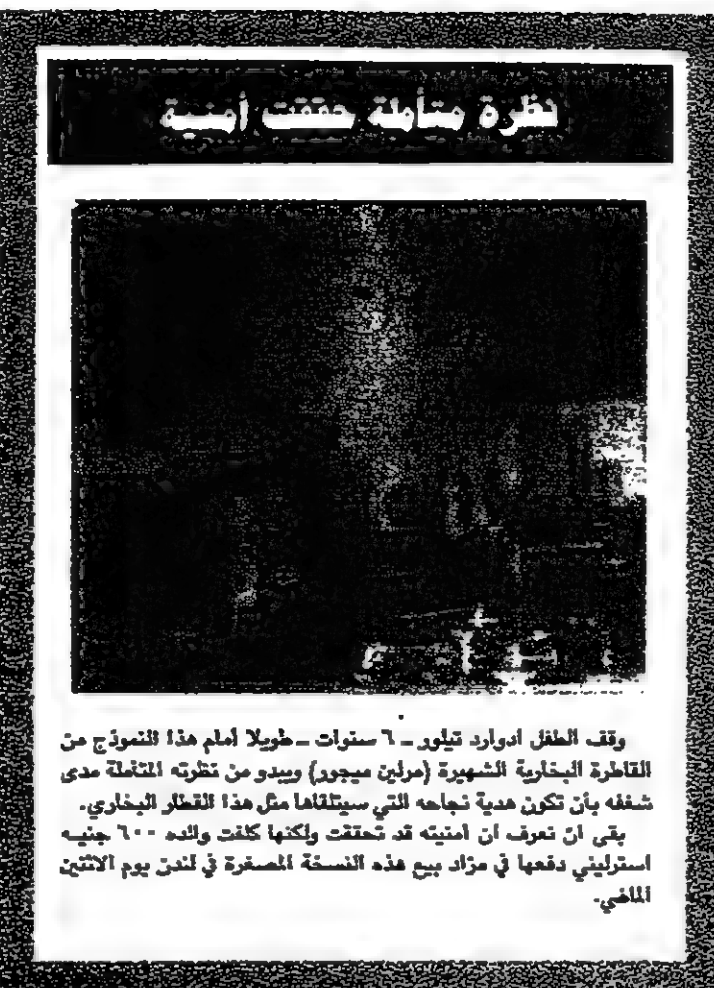 نظرة متأملة حققت أمنية
وقف الطفل ادوارد تيلور ـ ٦ سنوات ـ طويلا أمام هذا النموذج من
القاطرة البخارية الشهيرة (مرلين ميجور) ويبدو من نظرته المتأملة مدى
شغفه بأن تكون هدية نجاحه التي سيتلقاها مثل هذا القطار البخاري.
بقى ان نعرف ان امنيته قد تحققت ولكنها كلفت والده ٦٠٠ جنيه
استرليني دفعها في مزاد بيع هذه النسخة المصغرة في لندن يوم الاثنين
الماضي.